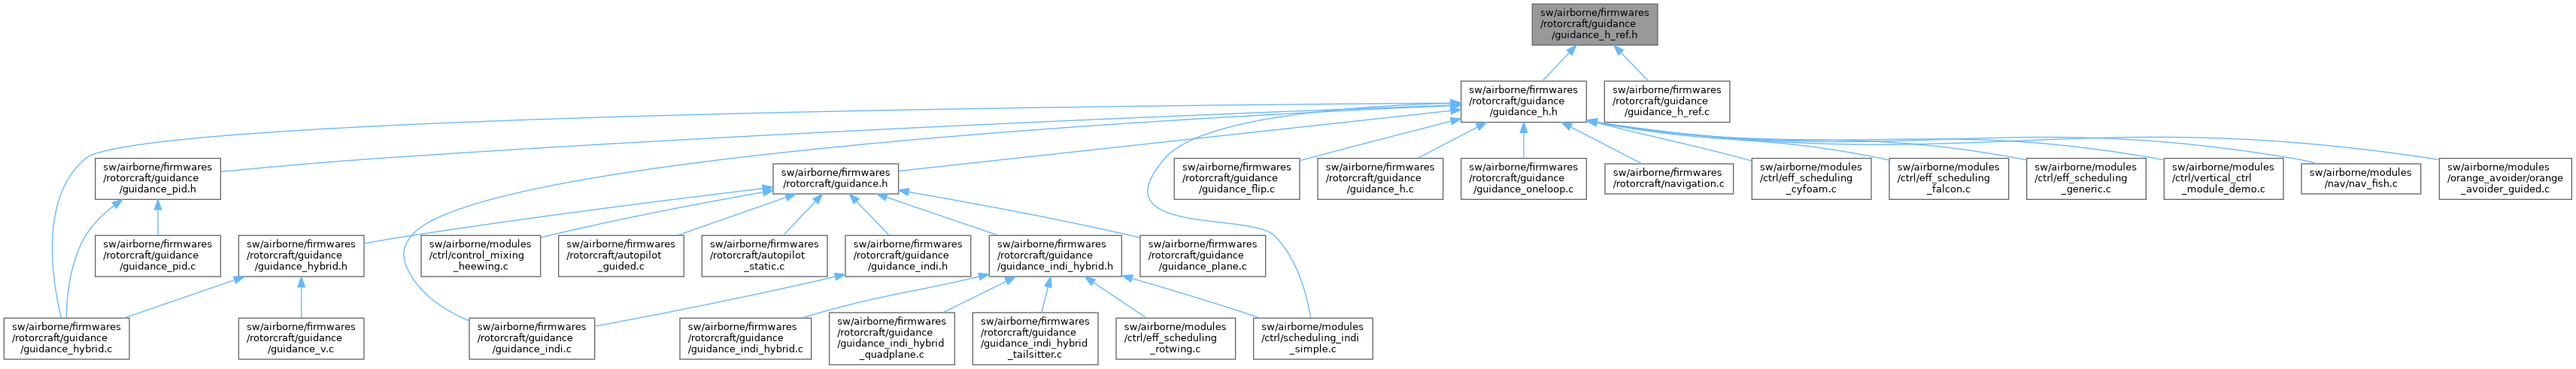 sw/airborne/firmwares
/rotorcraft/guidance
/guidance_h_ref.h
sw/airborne/firmwares
/rotorcraft/guidance
/guidance_h.h
sw/airborne/firmwares
/rotorcraft/guidance
/guidance_h_ref.c
sw/airborne/firmwares
/rotorcraft/guidance
/guidance_pid.h
sw/airborne/firmwares
/rotorcraft/guidance.h
sw/airborne/firmwares
/rotorcraft/guidance
/guidance_flip.c
sw/airborne/firmwares
/rotorcraft/guidance
/guidance_h.c
sw/airborne/firmwares
/rotorcraft/guidance
/guidance_oneloop.c
sw/airborne/firmwares
/rotorcraft/navigation.c
sw/airborne/modules
/ctrl/eff_scheduling
_cyfoam.c
sw/airborne/modules
/ctrl/eff_scheduling
_falcon.c
sw/airborne/modules
/ctrl/eff_scheduling
_generic.c
sw/airborne/modules
/ctrl/vertical_ctrl
_module_demo.c
sw/airborne/modules
/nav/nav_fish.c
sw/airborne/modules
/orange_avoider/orange
_avoider_guided.c
sw/airborne/firmwares
/rotorcraft/guidance
/guidance_pid.c
sw/airborne/firmwares
/rotorcraft/guidance
/guidance_hybrid.h
sw/airborne/modules
/ctrl/control_mixing
_heewing.c
sw/airborne/firmwares
/rotorcraft/autopilot
_guided.c
sw/airborne/firmwares
/rotorcraft/autopilot
_static.c
sw/airborne/firmwares
/rotorcraft/guidance
/guidance_indi.h
sw/airborne/firmwares
/rotorcraft/guidance
/guidance_indi_hybrid.h
sw/airborne/firmwares
/rotorcraft/guidance
/guidance_plane.c
sw/airborne/firmwares
/rotorcraft/guidance
/guidance_hybrid.c
sw/airborne/firmwares
/rotorcraft/guidance
/guidance_v.c
sw/airborne/firmwares
/rotorcraft/guidance
/guidance_indi.c
sw/airborne/firmwares
/rotorcraft/guidance
/guidance_indi_hybrid.c
sw/airborne/firmwares
/rotorcraft/guidance
/guidance_indi_hybrid
_quadplane.c
sw/airborne/firmwares
/rotorcraft/guidance
/guidance_indi_hybrid
_tailsitter.c
sw/airborne/modules
/ctrl/eff_scheduling
_rotwing.c
sw/airborne/modules
/ctrl/scheduling_indi
_simple.c